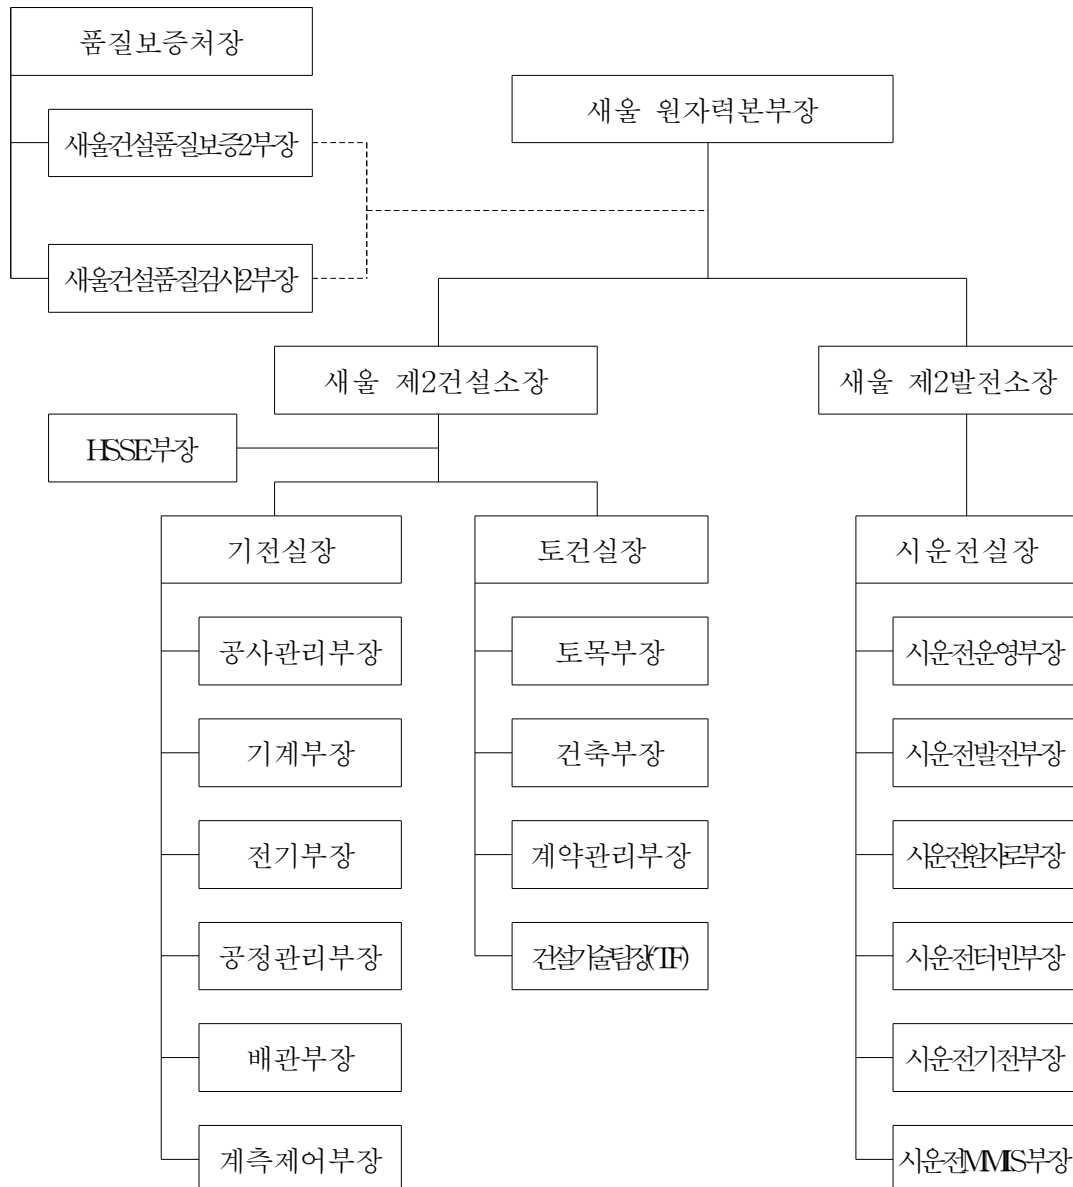 품질보증처장
새울 원자력본부장
새울건설품질보증2부장
새울건설품질검사2부장
새울 제2건설소장
새울 제2발전소장
HSSE부장
기전실장
토건실장
시운전실장
공사관리부장
토목부장
시운전운영부장
기계부장
건축부장
시운전발전부장
전기부장
계약관리부장
시운전원자로부장
공정관리부장
건설기술팀장(TF)
시운전터빈부장
배관부장
시운전기전부장
계측제어부장
시운전MMIS부장